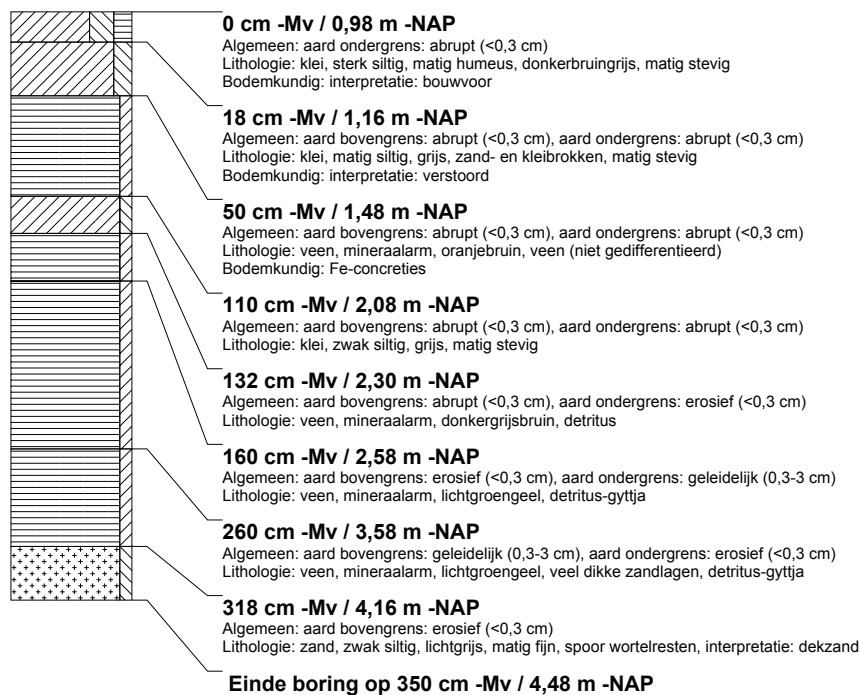 0 cm -Mv / 0,98 m -NAP
Algemeen: aard ondergrens: abrupt (<0,3 cm)
Lithologie: klei, sterk siltig, matig humeus, donkerbruingrijs, matig stevig
Bodemkundig: interpretatie: bouwvoor
18 cm -Mv / 1,16 m -NAP
Algemeen: aard bovengrens: abrupt (<0,3 cm), aard ondergrens: abrupt (<0,3 cm)
Lithologie: klei, matig siltig, grijs, zand- en kleibrokken, matig stevig
Bodemkundig: interpretatie: verstoord
50 cm -Mv / 1,48 m -NAP
Algemeen: aard bovengrens: abrupt (<0,3 cm), aard ondergrens: abrupt (<0,3 cm)
Lithologie: veen, mineraalarm, oranjebruin, veen (niet gedifferentieerd)
Bodemkundig: Fe-concreties
110 cm -Mv / 2,08 m -NAP
Algemeen: aard bovengrens: abrupt (<0,3 cm), aard ondergrens: abrupt (<0,3 cm)
Lithologie: klei, zwak siltig, grijs, matig stevig
132 cm -Mv / 2,30 m -NAP
Algemeen: aard bovengrens: abrupt (<0,3 cm), aard ondergrens: erosief (<0,3 cm)
Lithologie: veen, mineraalarm, donkergrijsbruin, detritus
160 cm -Mv / 2,58 m -NAP
Algemeen: aard bovengrens: erosief (<0,3 cm), aard ondergrens: geleidelijk (0,3-3 cm)
Lithologie: veen, mineraalarm, lichtgroengeel, detritus-gyttja
260 cm -Mv / 3,58 m -NAP
Algemeen: aard bovengrens: geleidelijk (0,3-3 cm), aard ondergrens: erosief (<0,3 cm)
Lithologie: veen, mineraalarm, lichtgroengeel, veel dikke zandlagen, detritus-gyttja
318 cm -Mv / 4,16 m -NAP
Algemeen: aard bovengrens: erosief (<0,3 cm)
Lithologie: zand, zwak siltig, lichtgrijs, matig fijn, spoor wortelresten, interpretatie: dekzand
Einde boring op 350 cm -Mv / 4,48 m -NAP